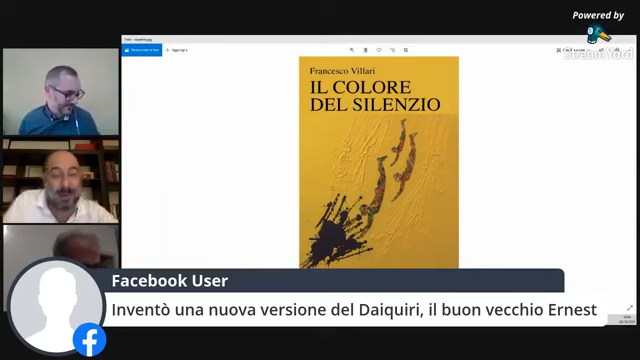 Powered by
StreamYard
Francesco Villari
IL COLORE
DEL SILENZIO
Facebook User
Inventò una nuova versione del Daiquiri, il buon vecchio Ernest